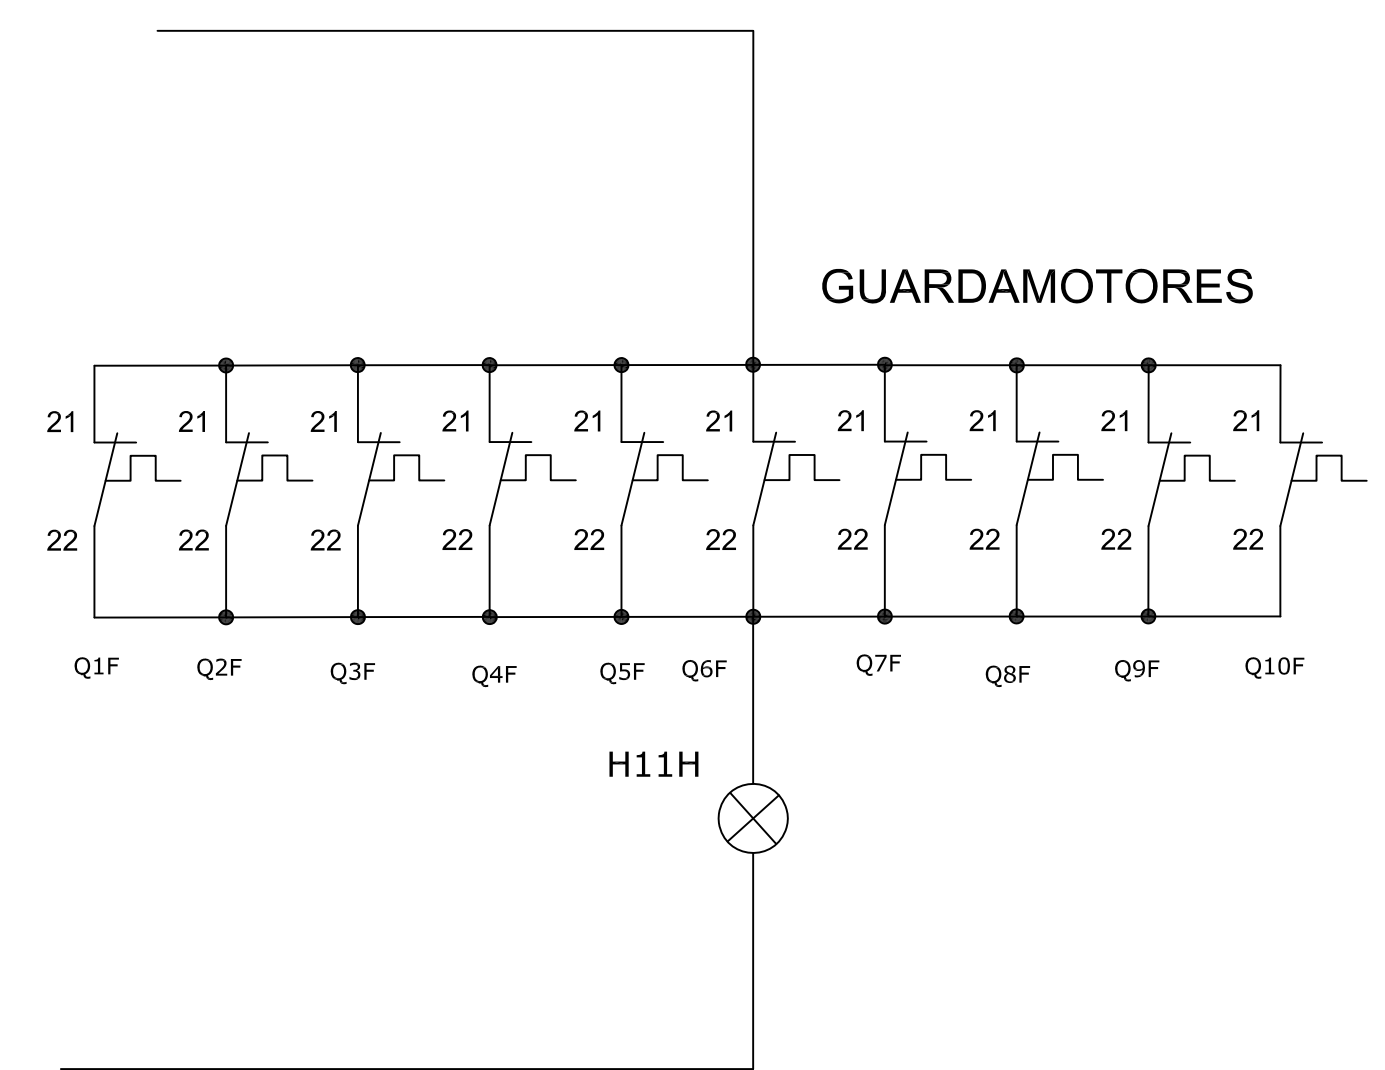 GUARDAMOTORES
21 21 21 21 21 21 21 21 21 21
22 22 22 22 22 22 22 22 22 22
Q1F Q2F Q3F Q4F Q5F Q6F Q7F Q8F Q9F Q10F
H11H